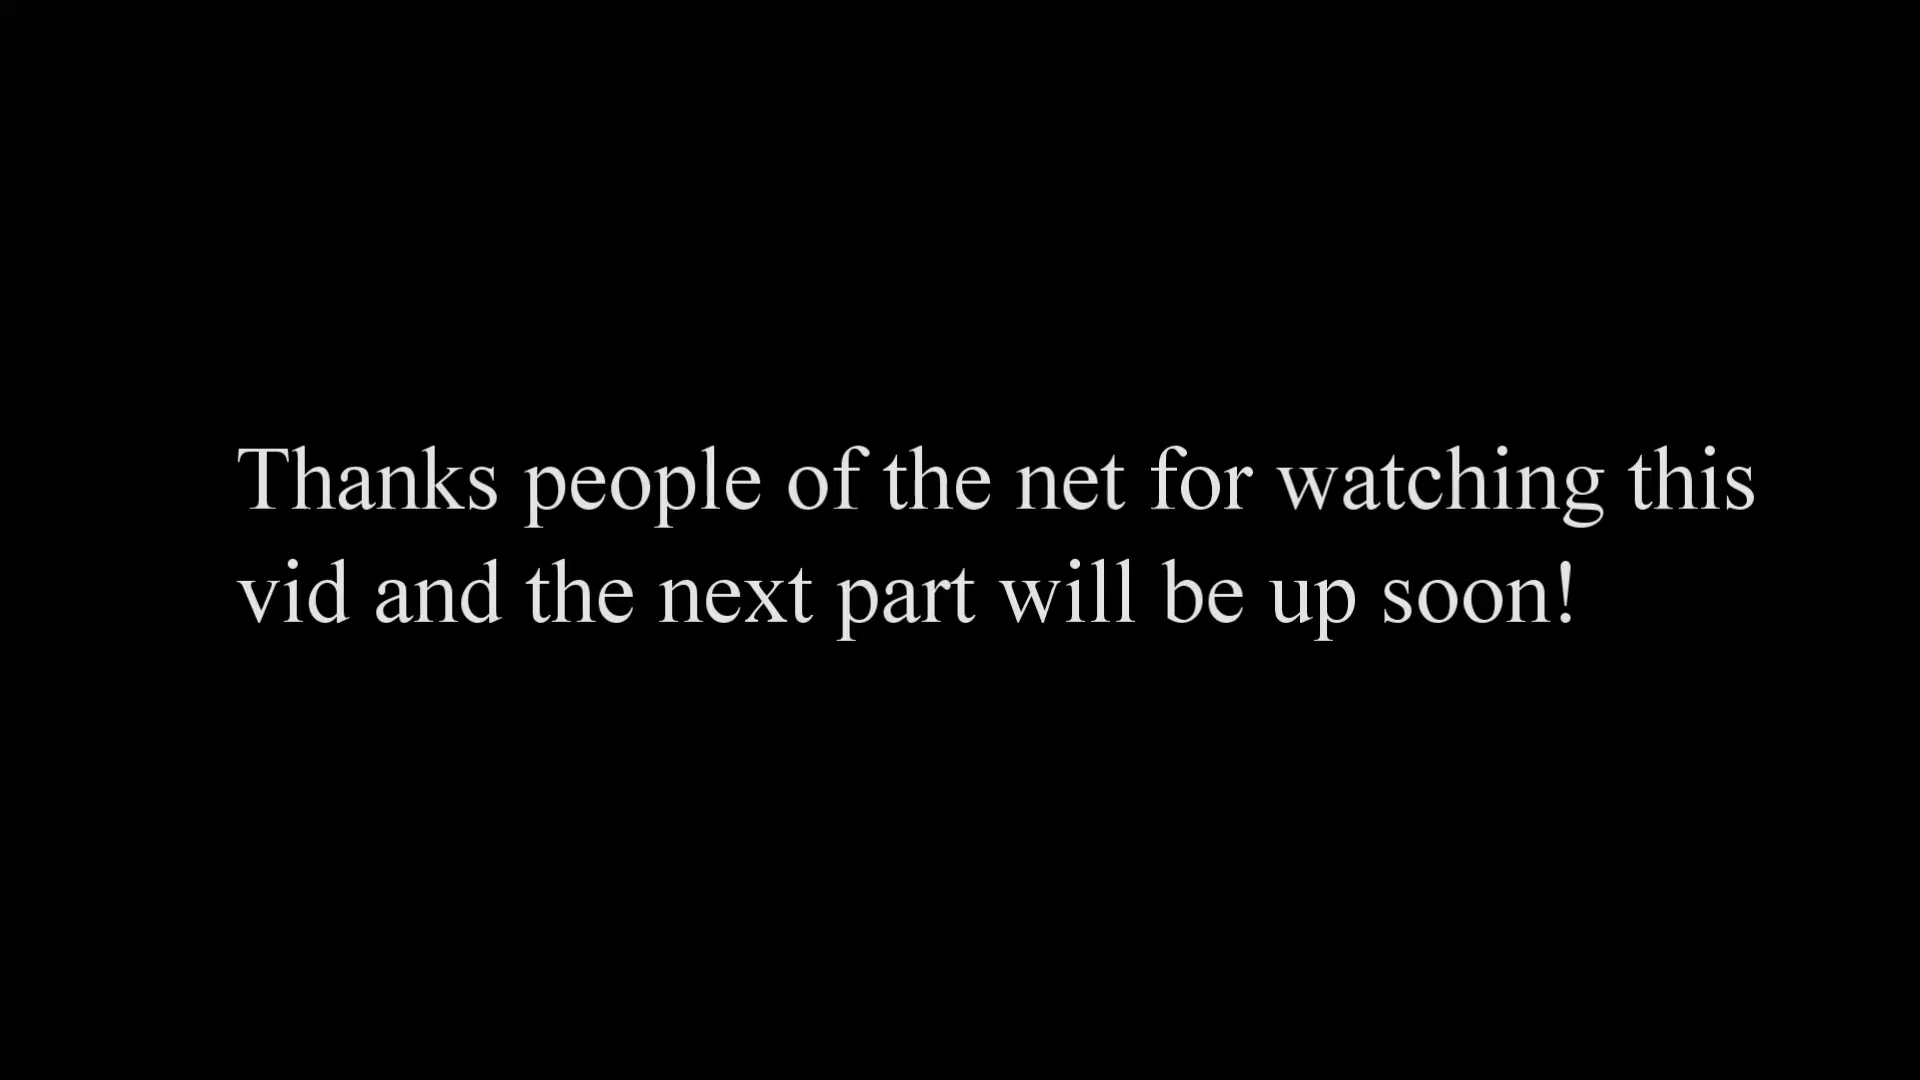 Thanks people of the net for watching this
vid and the next part will be up soon!